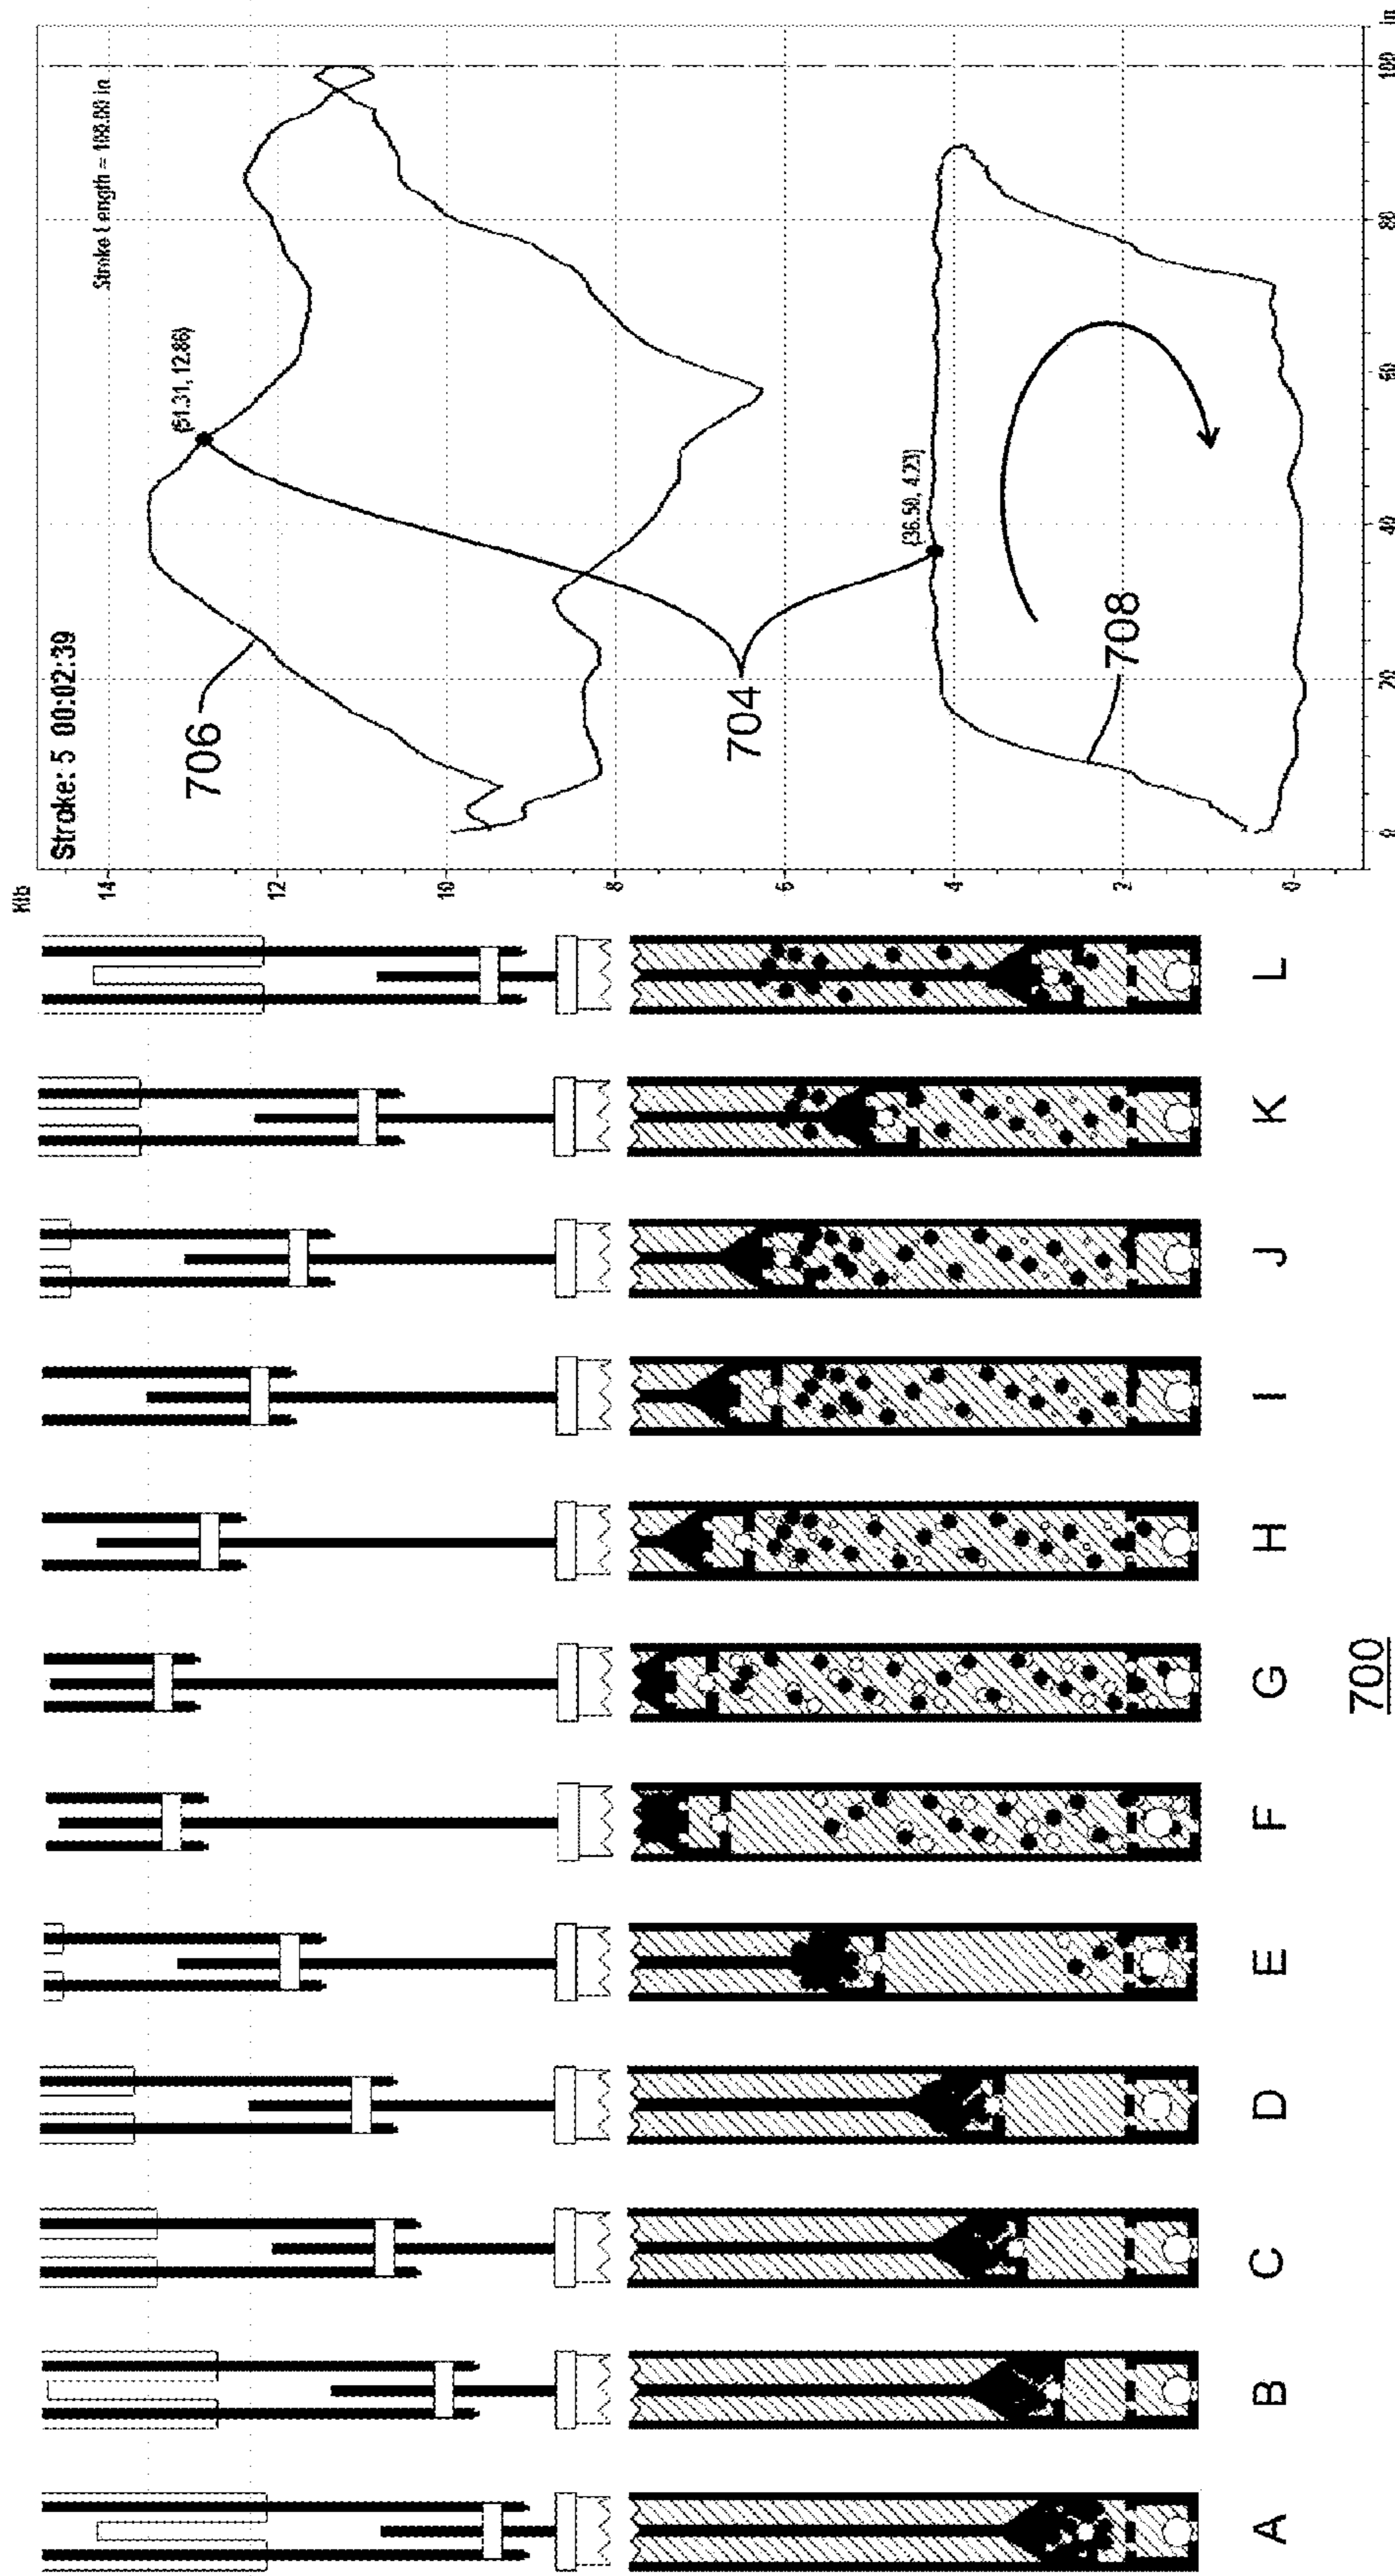 Klb
Stroke: 5 00:02:39
Stroke Length = 100.00 in
14
12
10
8
6
4
2
0
0
20
40
60
80
100
in
(51.31, 12.86)
(36.50, 4.23)
706
704
708
A
B
C
D
E
F
G
H
I
J
K
L
700